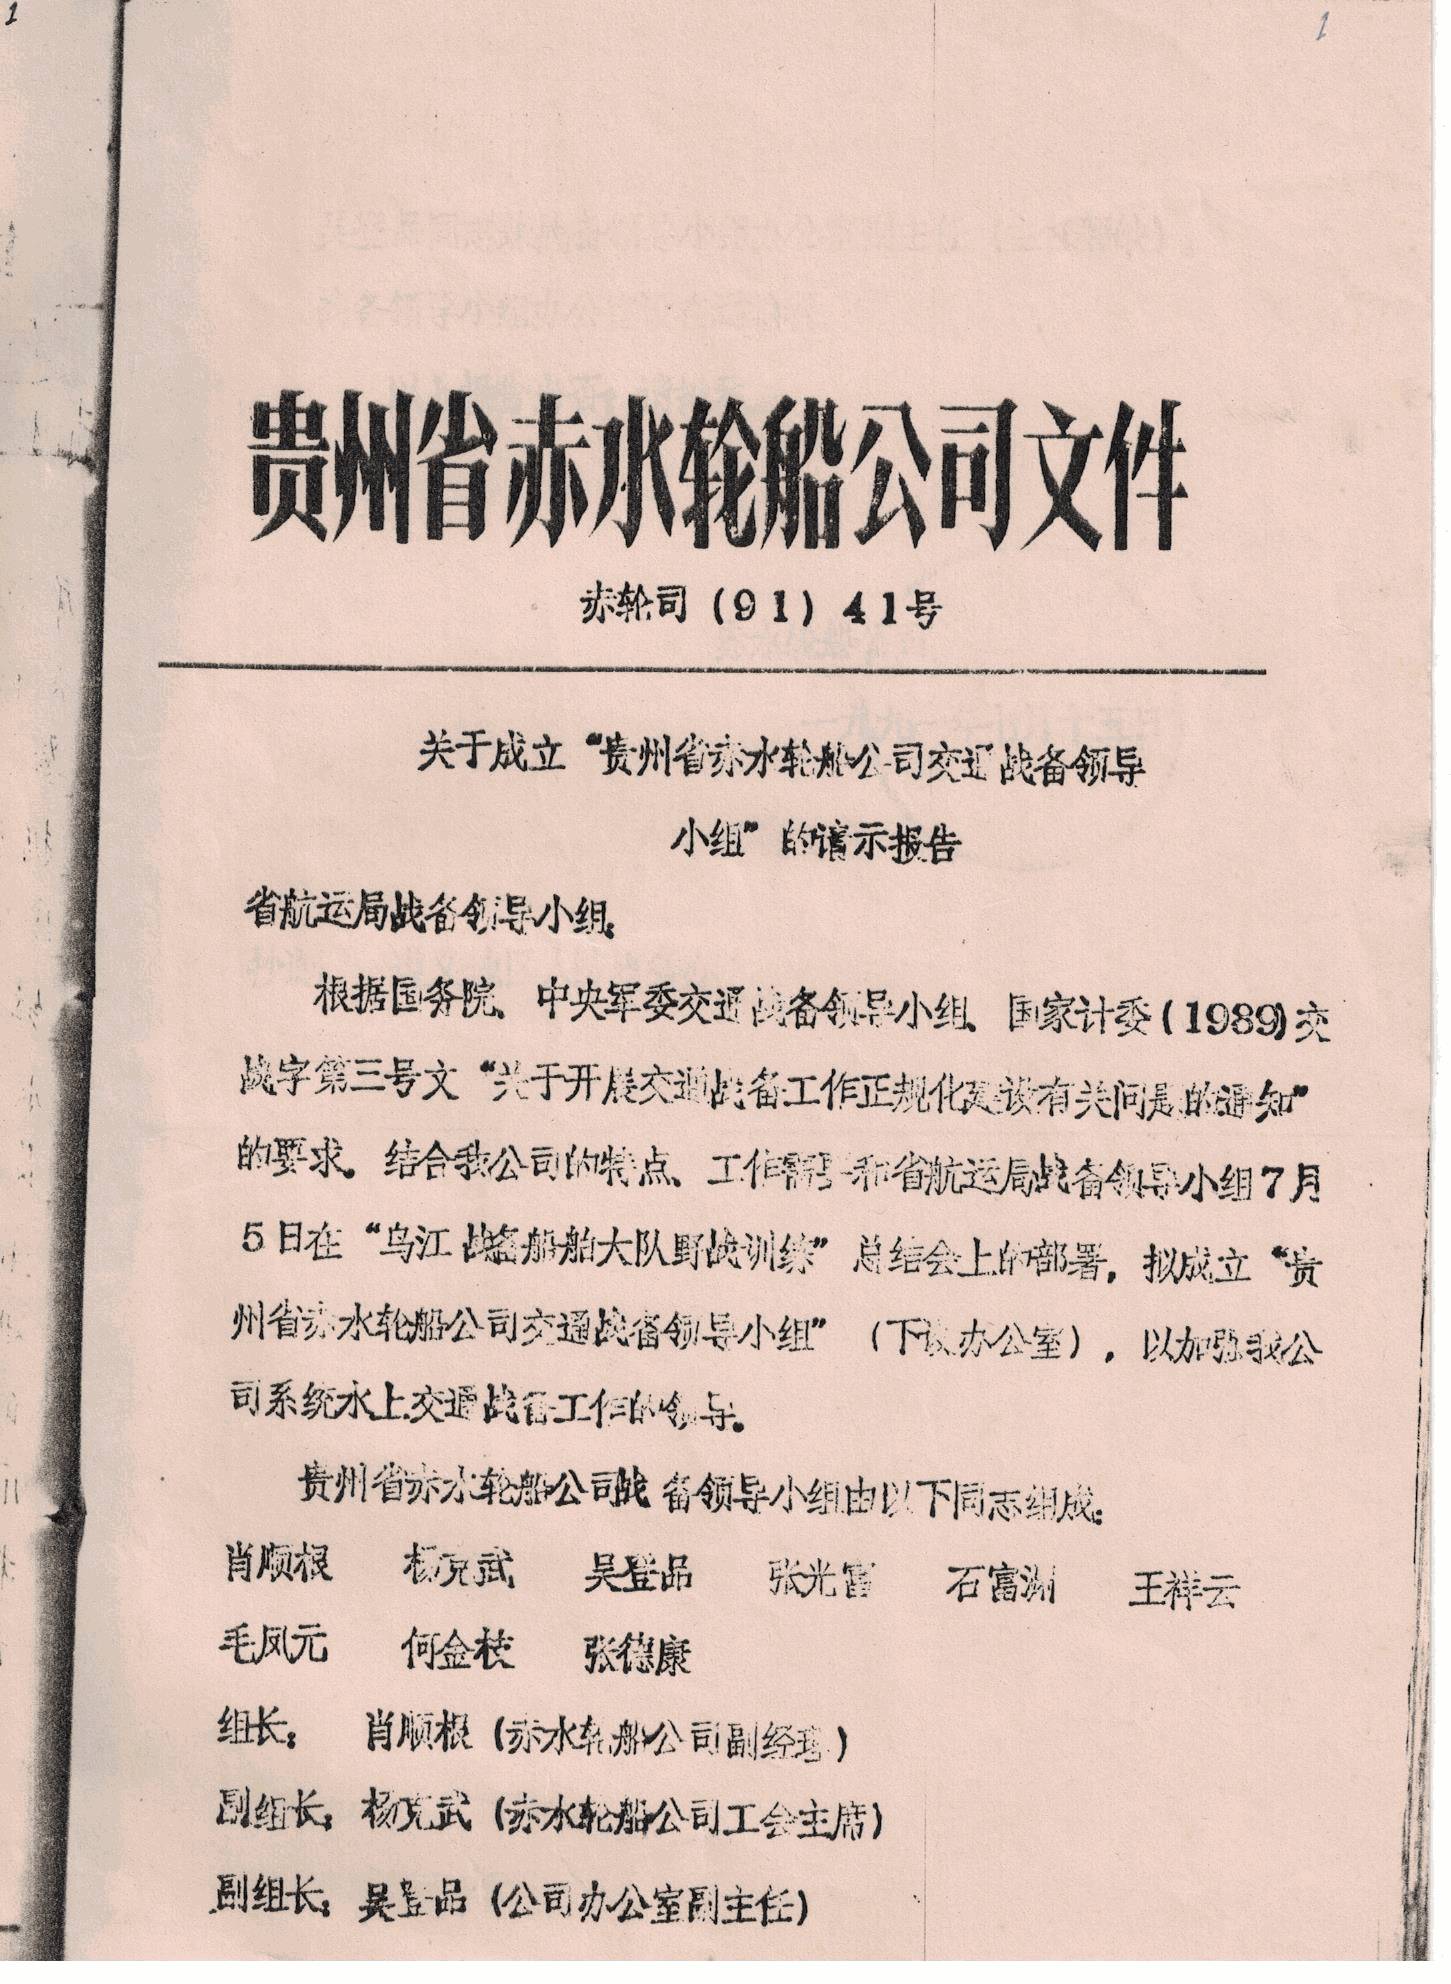 1
1
贵州省赤水轮船公司文件
赤轮司(91)41号
关于成立“贵州省赤水轮船公司交通战备领导
小组”的请示报告
省航运局战备领导小组:
根据国务院、中央军委交通战备领导小组、国家计委(1989)交
战字第三号文“关于开展交通战备工作正规化建设有关问题的通知”
的要求。结合我公司的特点、工作需要和省航运局战备领导小组7月
5日在“乌江战备船舶大队野战训练”总结会上的部署,拟成立“贵
州省赤水轮船公司交通战备领导小组”(下设办公室),以加强我公
司系统水上交通战备工作的领导。
贵州省赤水轮船公司战备领导小组由以下同志组成:
肖顺根 杨克武 吴登品 张光富 石富渊 王祥云
毛凤元 何金枝 张德康
组长: 肖顺根(赤水轮船公司副经理)
副组长:杨克武(赤水轮船公司工会主席)
副组长:吴登品(公司办公室副主任)